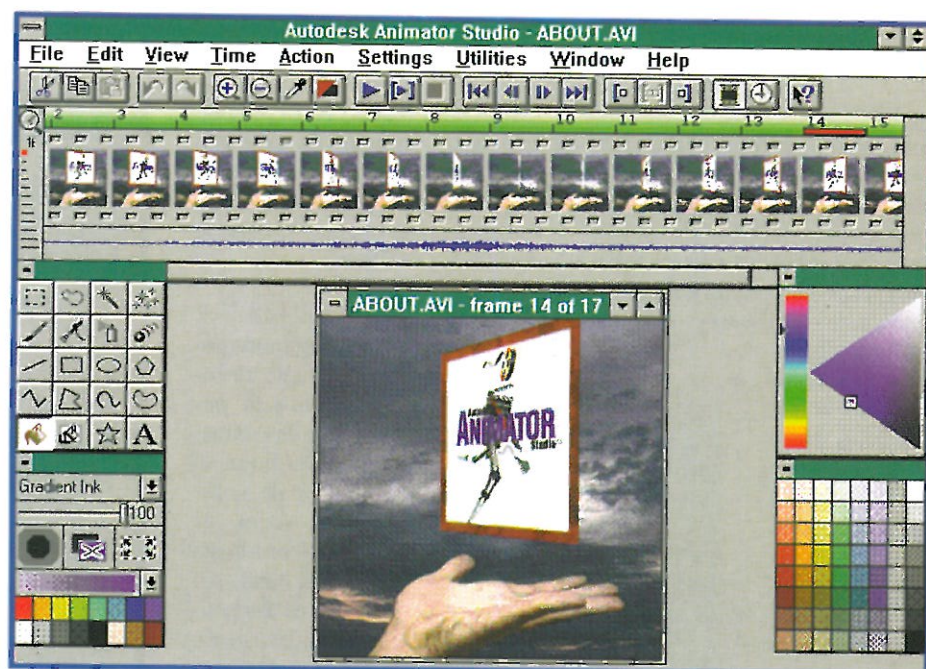 Autodesk Animator Studio - ABOUT.AVI
File Edit View Time Action Settings Utilities Window Help
2 3 4 5 6 7 8 9 10 11 12 13 14 15
ABOUT.AVI - frame 14 of 17
ANIMATOR
Studio
A
Gradient Ink
100